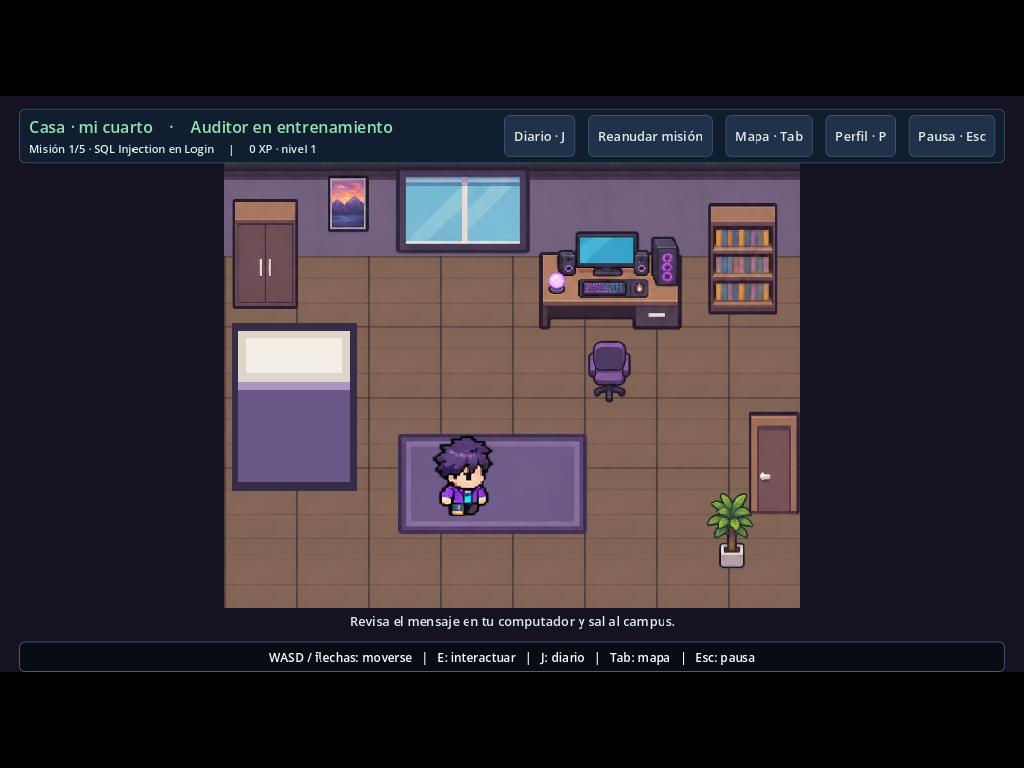 Casa · mi cuarto · Auditor en entrenamiento
Misión 1/5 · SQL Injection en Login | 0 XP · nivel 1
Diario · J
Reanudar misión
Mapa · Tab
Perfil · P
Pausa · Esc
Revisa el mensaje en tu computador y sal al campus.
WASD / flechas: moverse | E: interactuar | J: diario | Tab: mapa | Esc: pausa